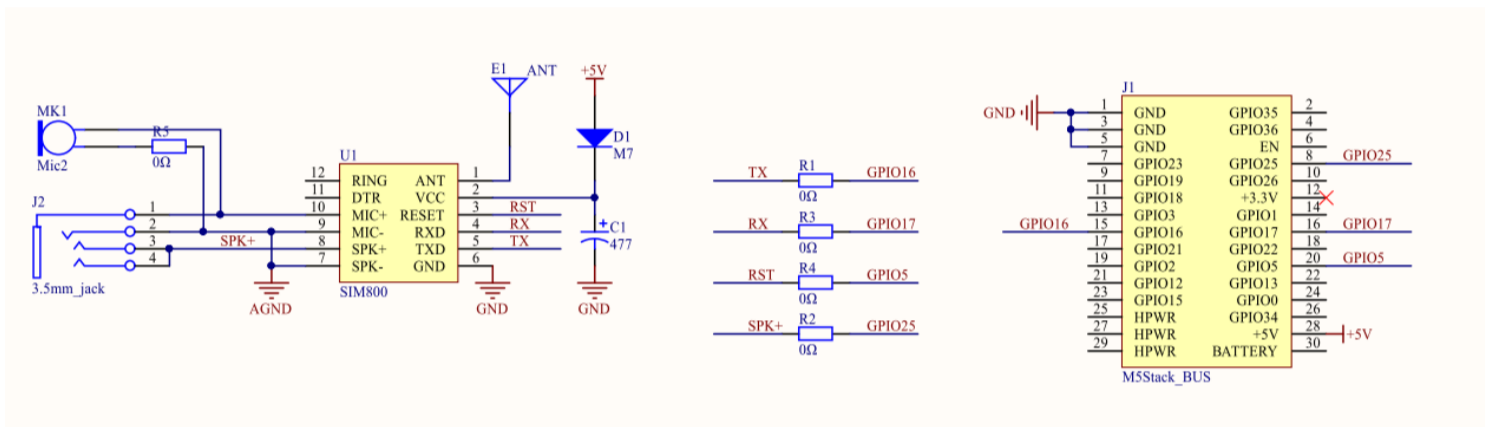 MK1
R5
0Ω
Mic2
J2
1
2
3
4
SPK+
3.5mm_jack
AGND
U1
12 RING ANT 1
11 DTR VCC 2
10 MIC+ RESET 3 RST
9 MIC- RXD 4 RX
8 SPK+ TXD 5 TX
7 SPK- GND 6
SIM800
GND
E1 ANT
+5V
D1
M7
+
C1
477
GND
TX R1 GPIO16
0Ω
RX R3 GPIO17
0Ω
RST R4 GPIO5
0Ω
SPK+ R2 GPIO25
0Ω
J1
GND 1 GND GPIO35 2
3 GND GPIO36 4
5 GND EN 6
7 GPIO23 GPIO25 8 GPIO25
9 GPIO19 GPIO26 10
11 GPIO18 +3.3V 12
13 GPIO3 GPIO1 14
GPIO16 15 GPIO16 GPIO17 16 GPIO17
17 GPIO21 GPIO22 18
19 GPIO2 GPIO5 20 GPIO5
21 GPIO12 GPIO13 22
23 GPIO15 GPIO0 24
25 HPWR GPIO34 26
27 HPWR +5V 28 +5V
29 HPWR BATTERY 30
M5Stack_BUS